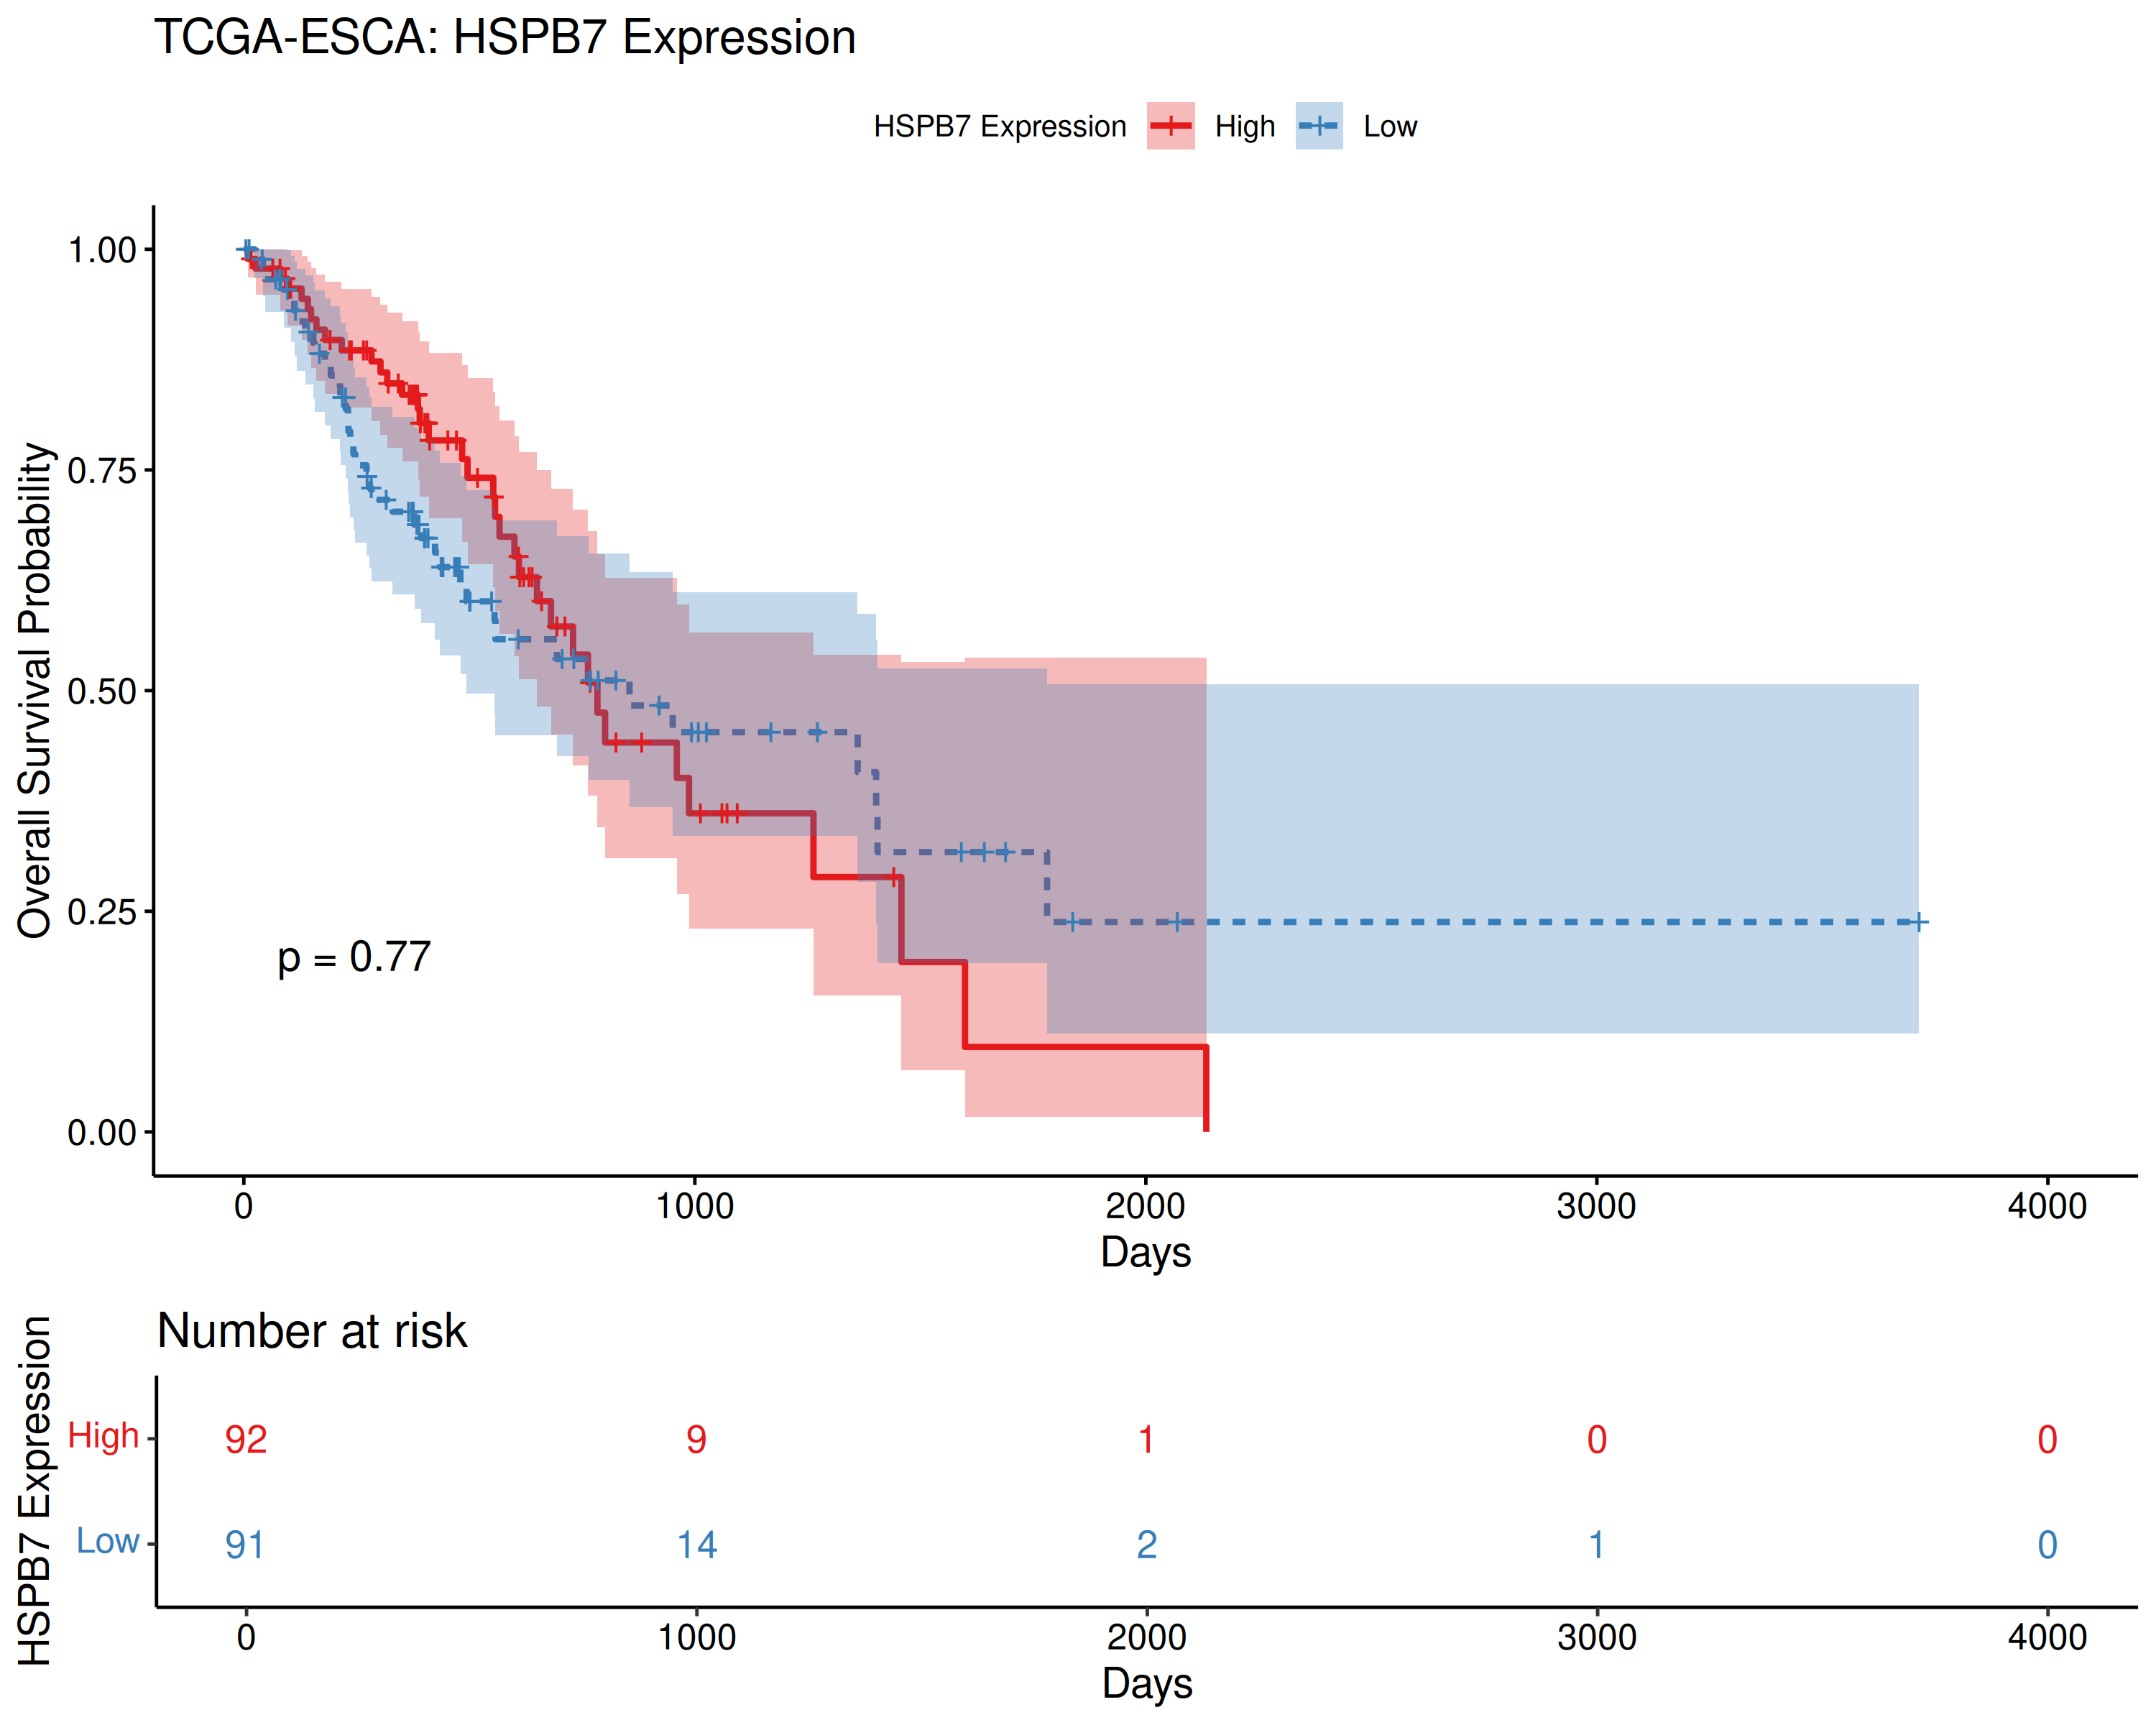 TCGA-ESCA: HSPB7 Expression
HSPB7 Expression High Low
Overall Survival Probability
1.00
0.75
0.50
0.25
0.00
p = 0.77
0 1000 2000 3000 4000
Days
Number at risk
HSPB7 Expression
High 92 9 1 0 0
Low 91 14 2 1 0
0 1000 2000 3000 4000
Days